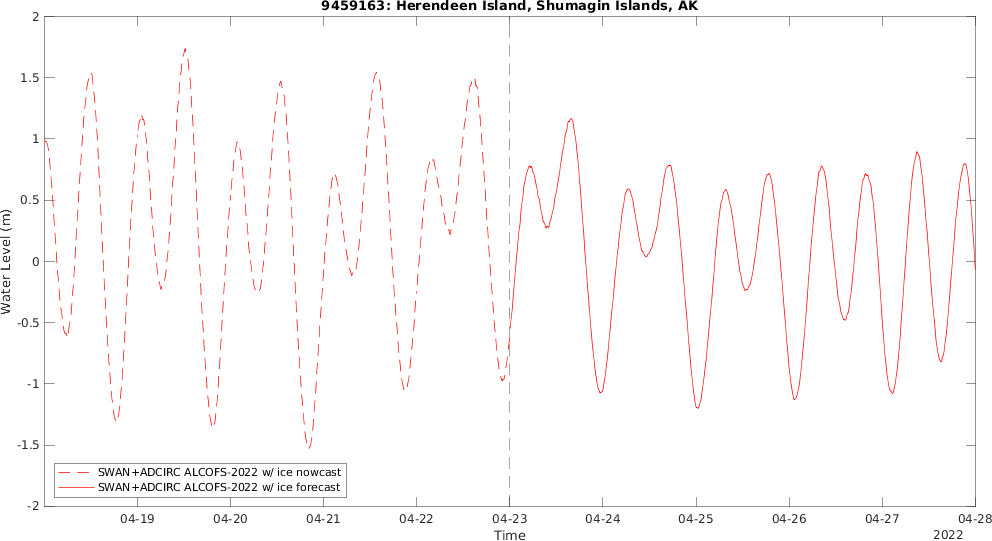 9459163: Herendeen Island, Shumagin Islands, AK
Water Level (m)
2
1.5
1
0.5
0
-0.5
-1
-1.5
-2
SWAN+ADCIRC ALCOFS-2022 w/ ice nowcast
SWAN+ADCIRC ALCOFS-2022 w/ ice forecast
04-19 04-20 04-21 04-22 04-23 04-24 04-25 04-26 04-27 04-28
Time
2022